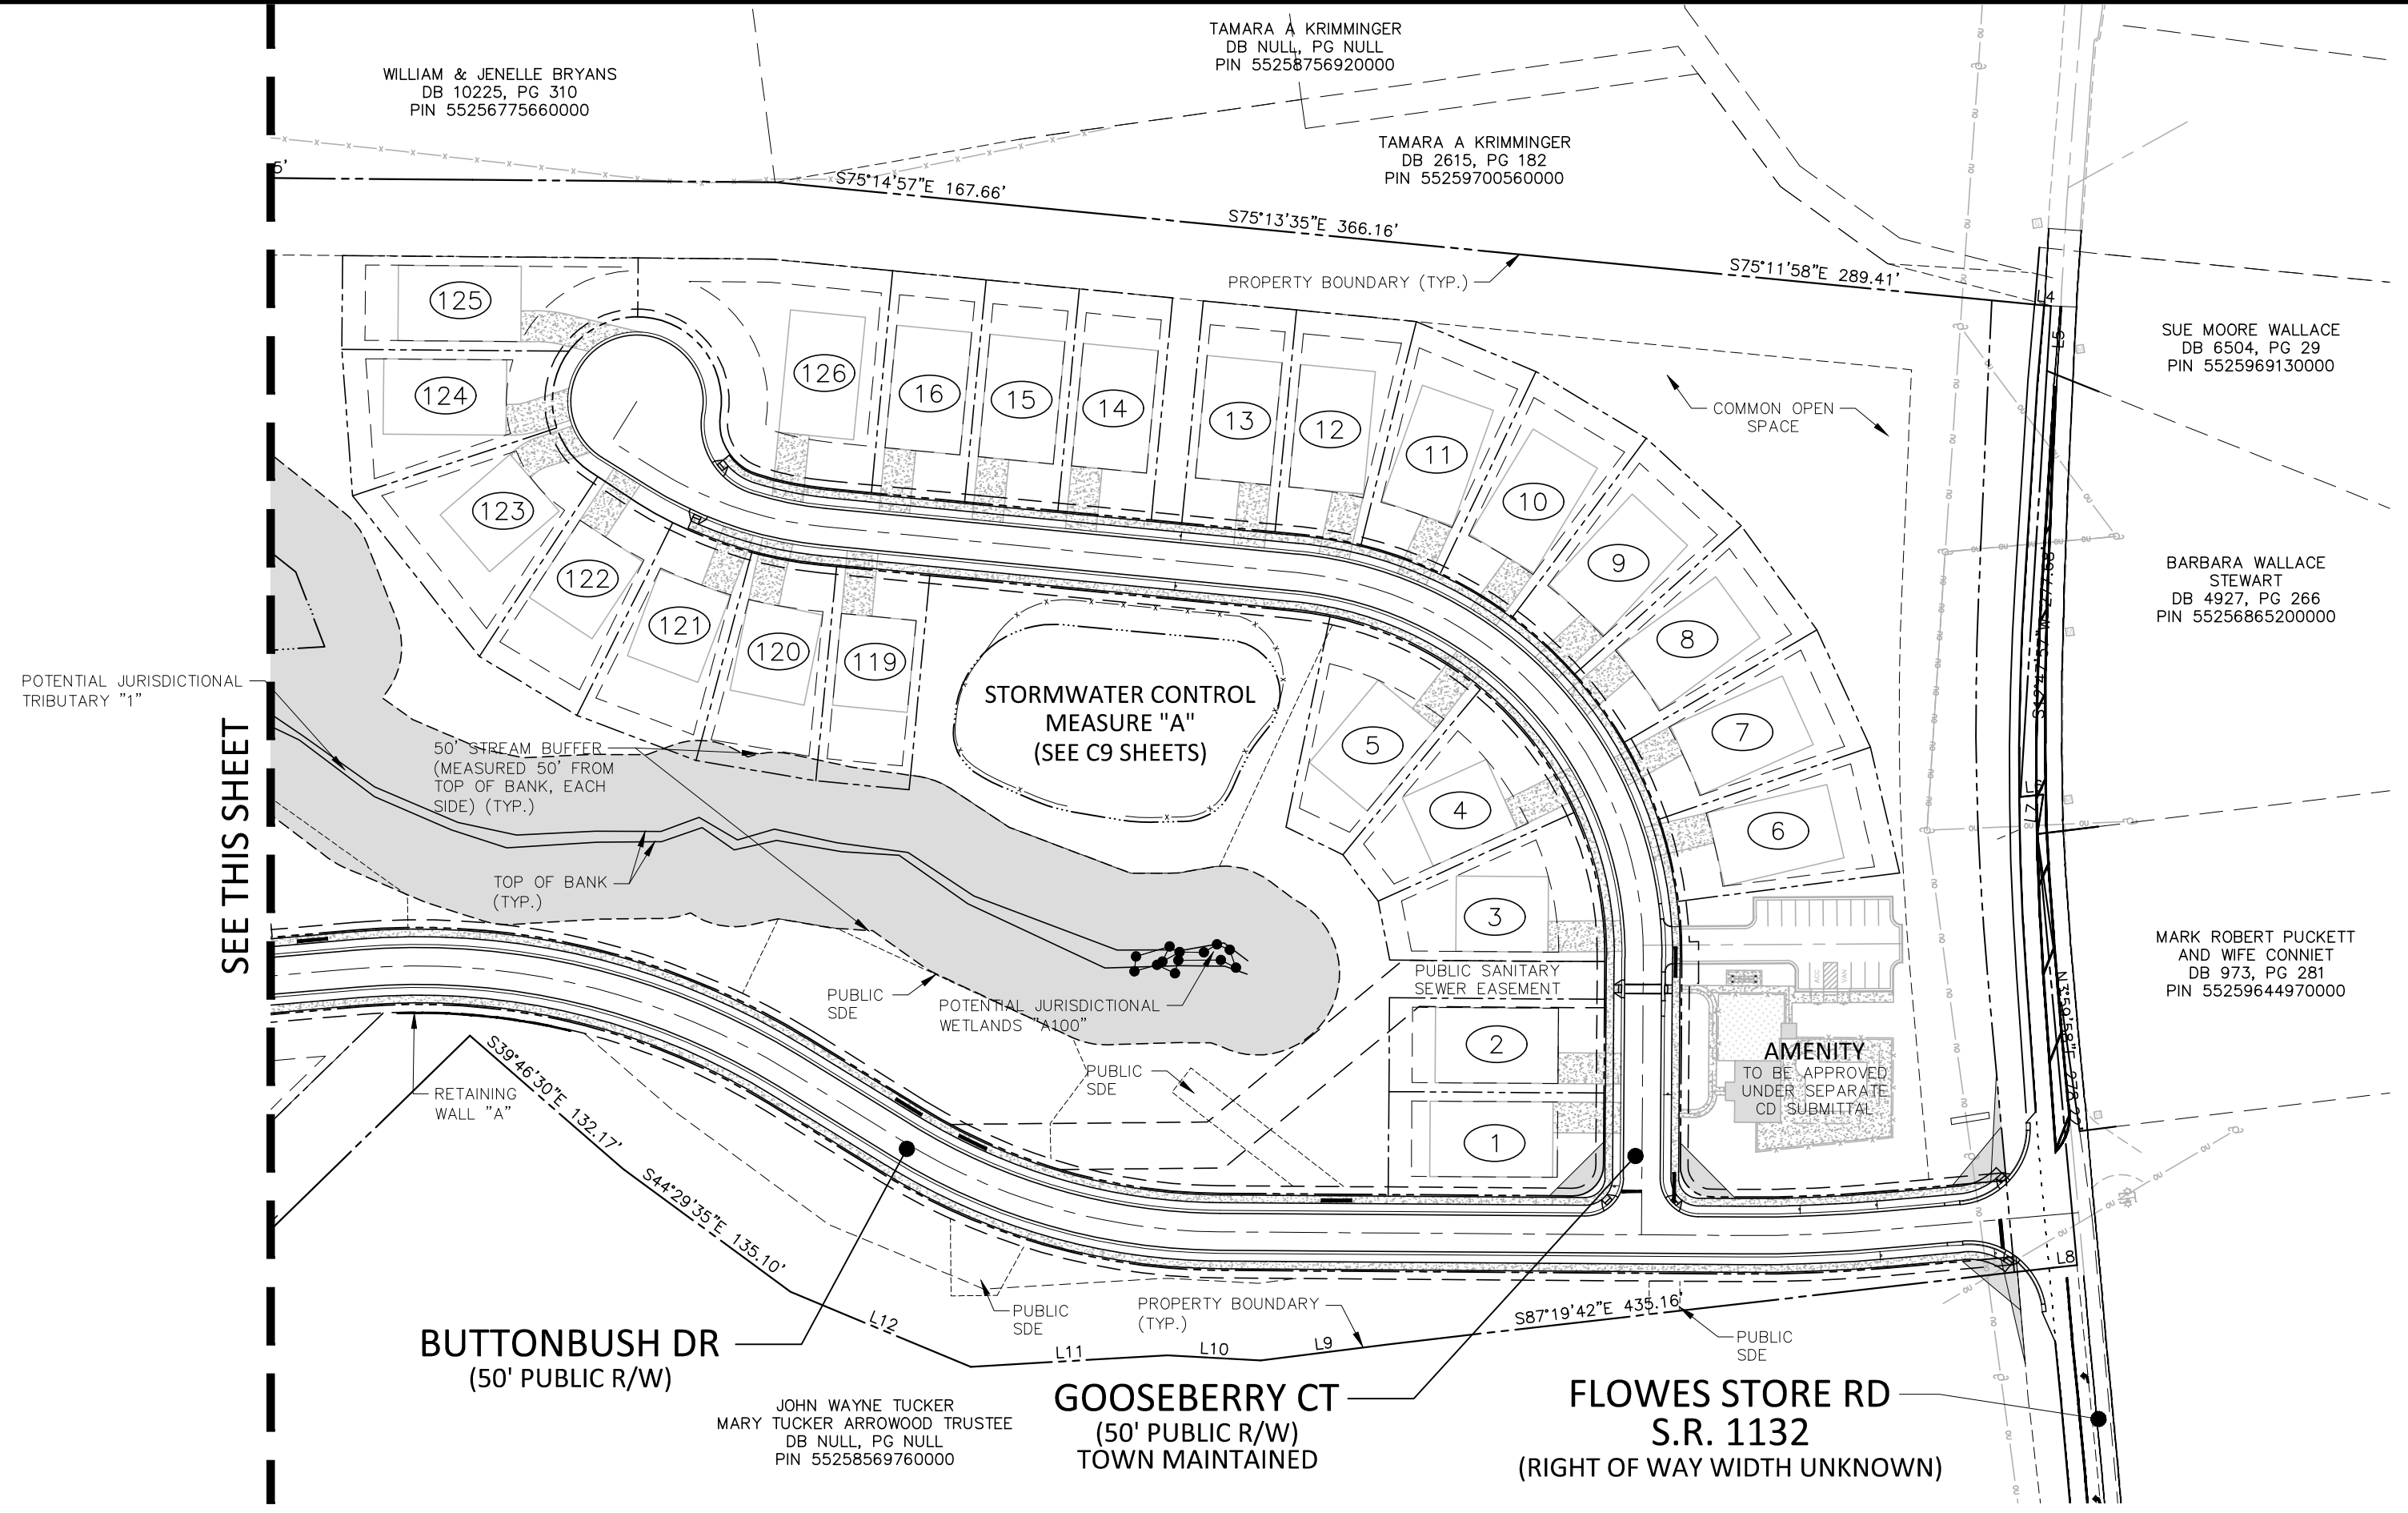 TAMARA A KRIMMINGER
DB NULL, PG NULL
PIN 55258756920000
WILLIAM & JENELLE BRYANS
DB 10225, PG 310
PIN 55256775660000
TAMARA A KRIMMINGER
DB 2615, PG 182
PIN 55259700560000
5'
S75°14'57"E 167.66'
S75°13'35"E 366.16'
S75°11'58"E 289.41'
PROPERTY BOUNDARY (TYP.)
L4
L5
SUE MOORE WALLACE
DB 6504, PG 29
PIN 5525969130000
COMMON OPEN
SPACE
125
124
123
122
121
120
119
126
16
15
14
13
12
11
10
9
8
7
6
5
4
3
2
1
BARBARA WALLACE
STEWART
DB 4927, PG 266
PIN 55256865200000
S12°47'57"W 277.68'
L7
POTENTIAL JURISDICTIONAL
TRIBUTARY "1"
SEE THIS SHEET
STORMWATER CONTROL
MEASURE "A"
(SEE C9 SHEETS)
50' STREAM BUFFER
(MEASURED 50' FROM
TOP OF BANK, EACH
SIDE) (TYP.)
TOP OF BANK
(TYP.)
PUBLIC
SDE
POTENTIAL JURISDICTIONAL
WETLANDS "A100"
PUBLIC SANITARY
SEWER EASEMENT
ACC
VAN
MARK ROBERT PUCKETT
AND WIFE CONNIET
DB 973, PG 281
PIN 55259644970000
AMENITY
TO BE APPROVED
UNDER SEPARATE
CD SUBMITTAL
PUBLIC
SDE
RETAINING
WALL "A"
S39°46'30"E 132.17'
S44°29'35"E 135.10'
L12
L11
L10
L9
S87°19'42"E 435.16'
L8
PUBLIC
SDE
PROPERTY BOUNDARY
(TYP.)
PUBLIC
SDE
BUTTONBUSH DR
(50' PUBLIC R/W)
JOHN WAYNE TUCKER
MARY TUCKER ARROWOOD TRUSTEE
DB NULL, PG NULL
PIN 55258569760000
GOOSEBERRY CT
(50' PUBLIC R/W)
TOWN MAINTAINED
FLOWES STORE RD
S.R. 1132
(RIGHT OF WAY WIDTH UNKNOWN)